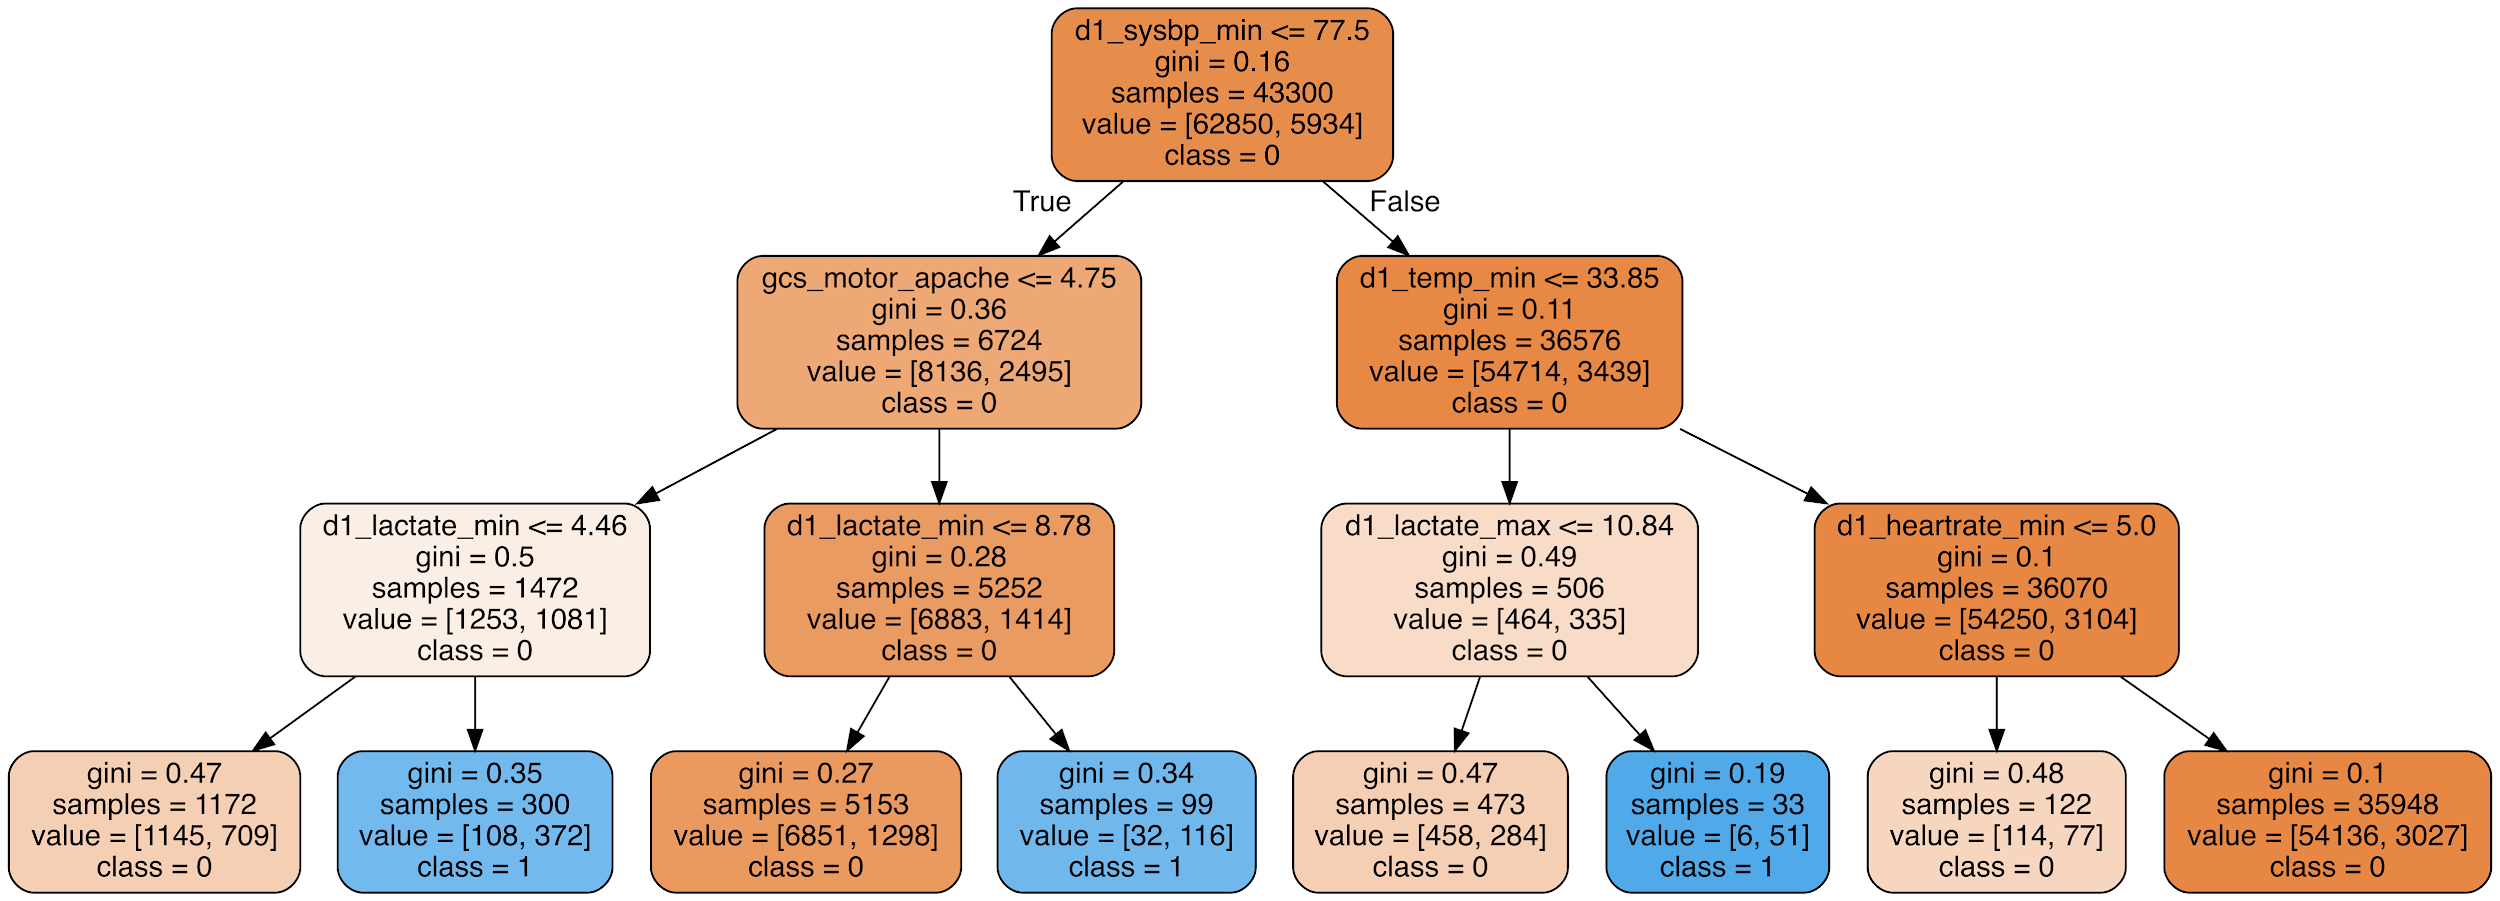 d1_sysbp_min <= 77.5
gini = 0.16
samples = 43300
value = [62850, 5934]
class = 0
True
False
gcs_motor_apache <= 4.75
gini = 0.36
samples = 6724
value = [8136, 2495]
class = 0
d1_temp_min <= 33.85
gini = 0.11
samples = 36576
value = [54714, 3439]
class = 0
d1_lactate_min <= 4.46
gini = 0.5
samples = 1472
value = [1253, 1081]
class = 0
d1_lactate_min <= 8.78
gini = 0.28
samples = 5252
value = [6883, 1414]
class = 0
d1_lactate_max <= 10.84
gini = 0.49
samples = 506
value = [464, 335]
class = 0
d1_heartrate_min <= 5.0
gini = 0.1
samples = 36070
value = [54250, 3104]
class = 0
gini = 0.47
samples = 1172
value = [1145, 709]
class = 0
gini = 0.35
samples = 300
value = [108, 372]
class = 1
gini = 0.27
samples = 5153
value = [6851, 1298]
class = 0
gini = 0.34
samples = 99
value = [32, 116]
class = 1
gini = 0.47
samples = 473
value = [458, 284]
class = 0
gini = 0.19
samples = 33
value = [6, 51]
class = 1
gini = 0.48
samples = 122
value = [114, 77]
class = 0
gini = 0.1
samples = 35948
value = [54136, 3027]
class = 0